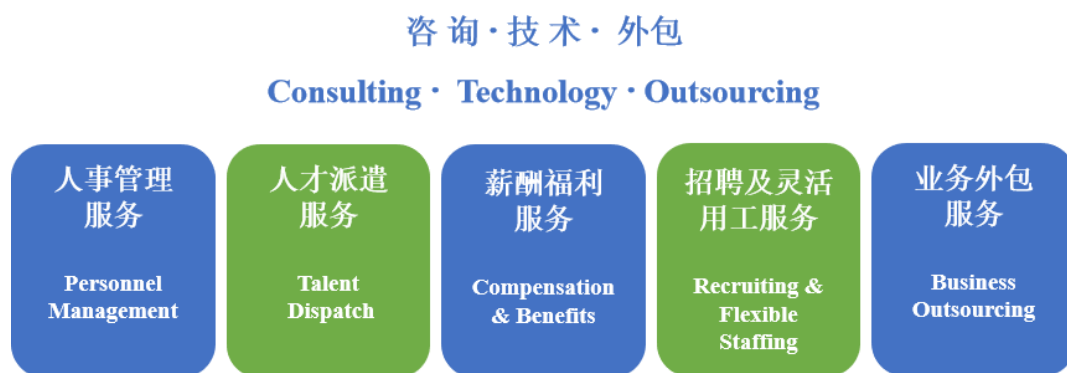 咨 询 · 技 术 · 外包
Consulting · Technology · Outsourcing
人事管理
服务
Personnel
Management
人才派遣
服务
Talent
Dispatch
薪酬福利
服务
Compensation
& Benefits
招聘及灵活
用工服务
Recruiting &
Flexible
Staffing
业务外包
服务
Business
Outsourcing